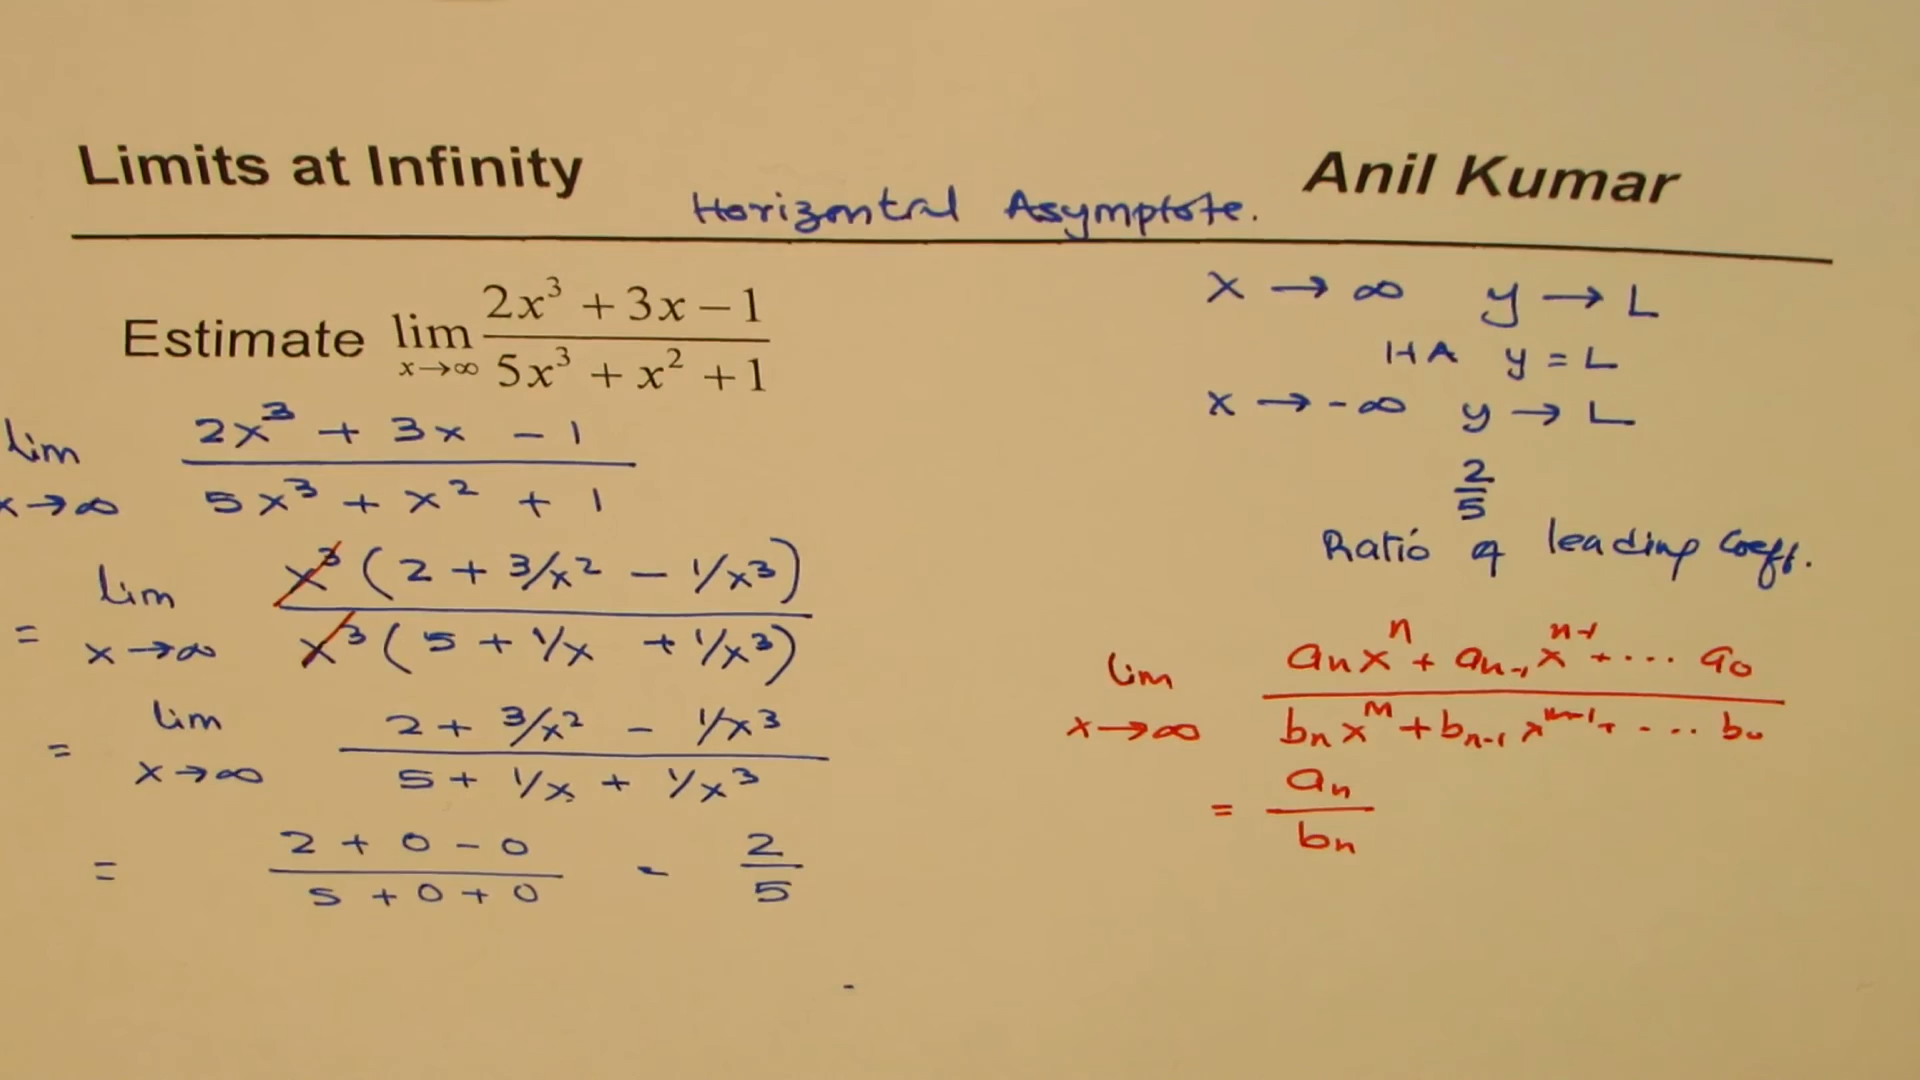 Limits at Infinity
Anil Kumar
Horizontal Asymptote.
Estimate lim x→∞ (2x³ + 3x − 1)/(5x³ + x² + 1)
lim x→∞ (2x³ + 3x − 1)/(5x³ + x² + 1)
= lim x→∞ x³(2 + 3/x² − 1/x³)/x³(5 + 1/x + 1/x³)
= lim x→∞ (2 + 3/x² − 1/x³)/(5 + 1/x + 1/x³)
= (2 + 0 − 0)/(5 + 0 + 0) - 2/5
x → ∞ y → L
HA y = L
x → -∞ y → L
2/5
Ratio of leading Coeff.
lim x→∞ (aₙxⁿ + aₙ₋₁xⁿ⁻¹ + ... a₀)/(bₙxᵐ + bₙ₋₁xᵐ⁻¹ + ... b₀)
= aₙ/bₙ